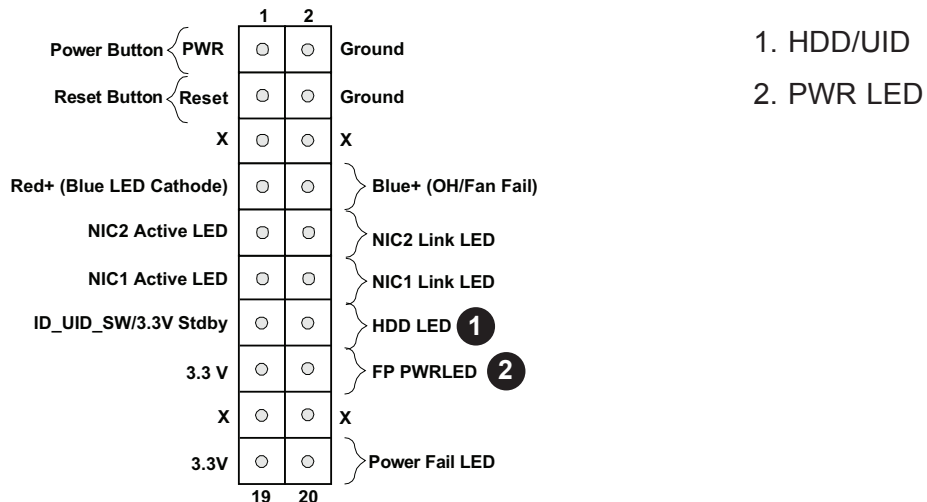 1 2
Power Button PWR Ground
Reset Button Reset Ground
X X
Red+ (Blue LED Cathode) Blue+ (OH/Fan Fail)
NIC2 Active LED NIC2 Link LED
NIC1 Active LED NIC1 Link LED
ID_UID_SW/3.3V Stdby HDD LED 1
3.3 V FP PWRLED 2
X X
3.3V Power Fail LED
19 20
1. HDD/UID
2. PWR LED